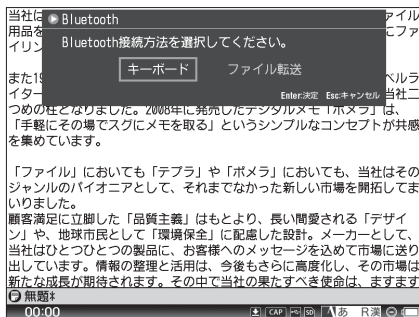 当社に
ァイル
用品を
こファ
イリン
Bluetooth
Bluetooth接続方法を選択してください。
キーボード ファイル転送
Enter:決定 Esc:キャンセル
また19
ベルラ
イター
当社二
つめの柱となりました。2008年に発売したデジタルメモ「ポメラ」は、
「手軽にその場でスグにメモを取る」というシンプルなコンセプトが共感
を集めています。
「ファイル」においても「テプラ」や「ポメラ」においても、当社はその
ジャンルのパイオニアとして、それまでなかった新しい市場を開拓してま
いりました。
顧客満足に立脚した「品質主義」はもとより、長い間愛される「デザイ
ン」や、地球市民として「環境保全」に配慮した設計。メーカーとして、
当社はひとつひとつの製品に、お客様へのメッセージを込めて市場に送り
出しています。情報の整理と活用は、今後もさらに高度化し、その市場は
新たな成長が期待されます。その中で当社の果たすべき使命は、ますます
無題*
00:00 CAP SD あ R漢